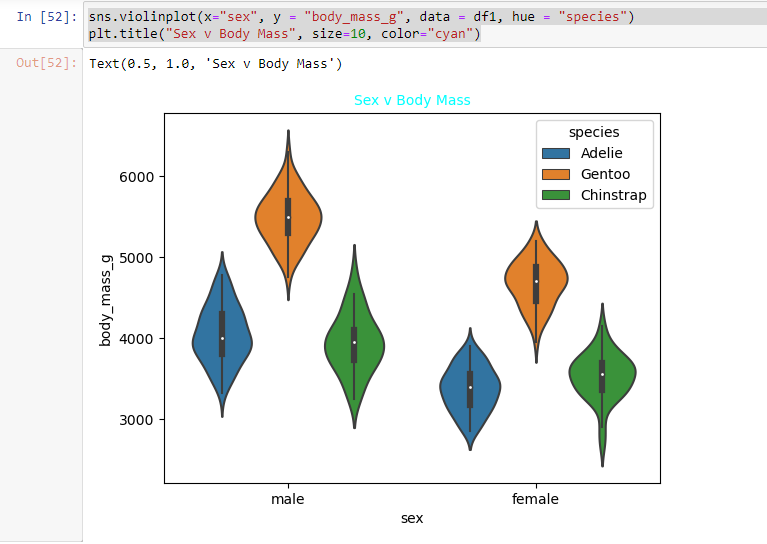 In [52]: sns.violinplot(x="sex", y = "body_mass_g", data = df1, hue = "species")
plt.title("Sex v Body Mass", size=10, color="cyan")
Out[52]: Text(0.5, 1.0, 'Sex v Body Mass')
Sex v Body Mass
species
Adelie
Gentoo
Chinstrap
6000
5000
4000
3000
body_mass_g
male
female
sex